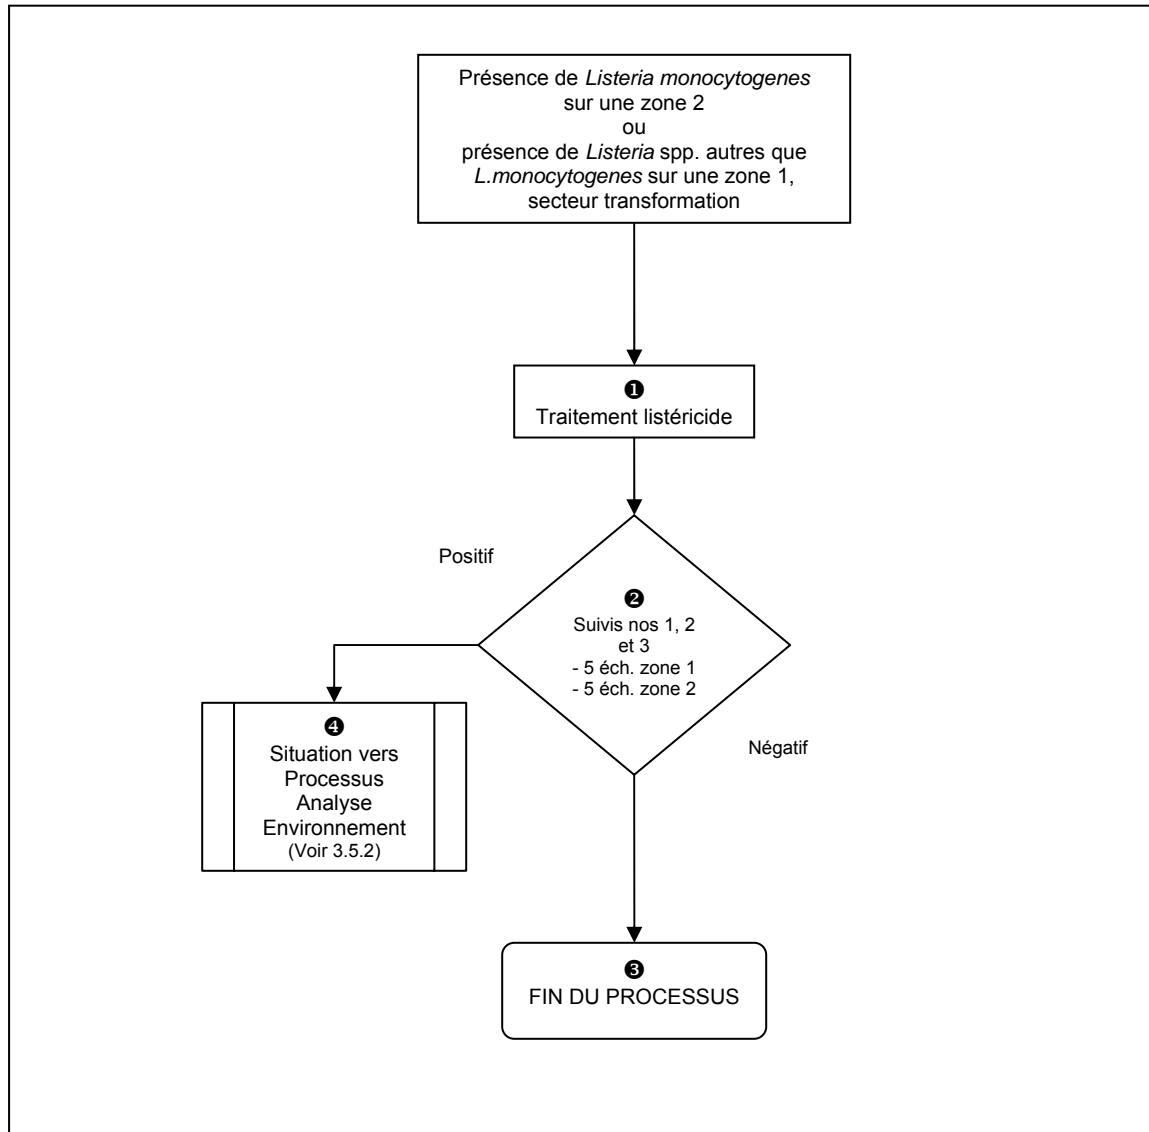 Présence de Listeria monocytogenes
sur une zone 2
ou
présence de Listeria spp. autres que
L.monocytogenes sur une zone 1,
secteur transformation
❶
Traitement listéricide
Positif
❷
Suivis nos 1, 2
et 3
- 5 éch. zone 1
- 5 éch. zone 2
Négatif
❹
Situation vers
Processus
Analyse
Environnement
(Voir 3.5.2)
❸
FIN DU PROCESSUS